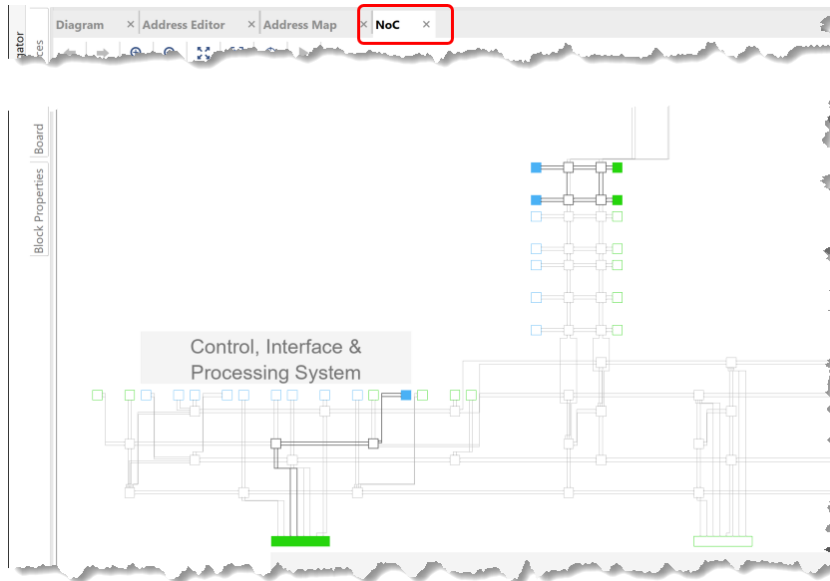 Diagram
Address Editor
Address Map
NoC
Board
Block Properties
Control, Interface &
Processing System